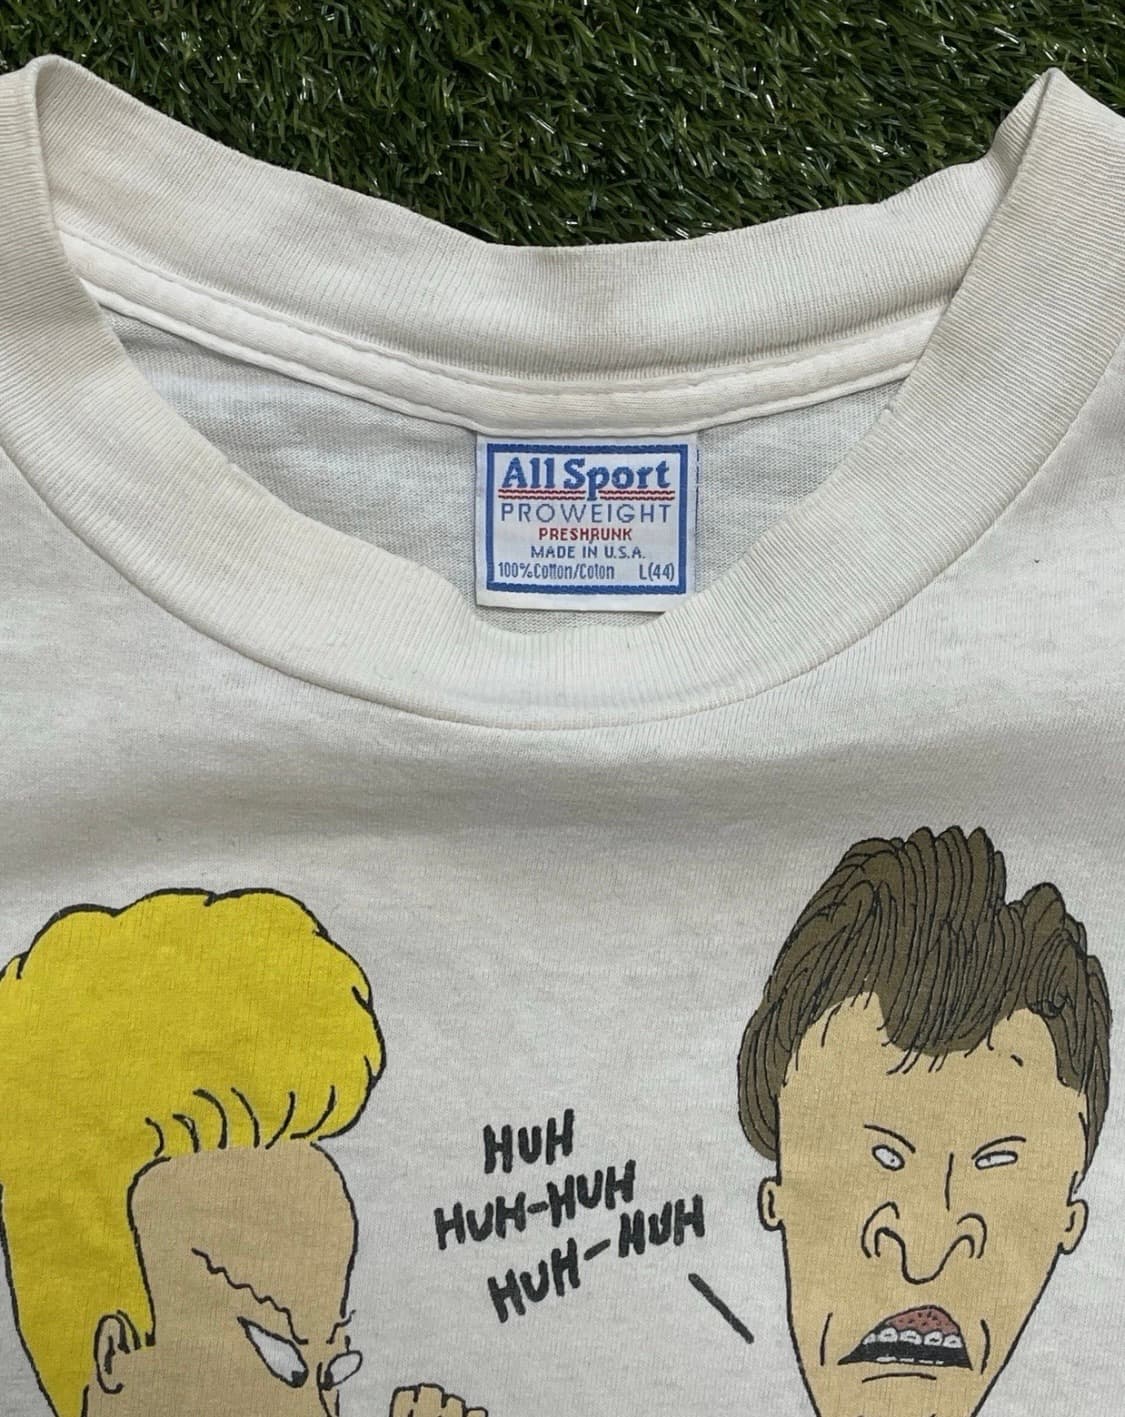 All Sport
PROWEIGHT
PRESHRUNK
MADE IN U.S.A.
100% Cotton/Coton L(44)
HUH
HUH-HUH
HUH-HUH